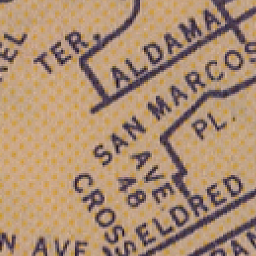 TER.
ALDAMA
SAN MARCOS
PL.
AVE 48
CROSS
ELDRED
AVE